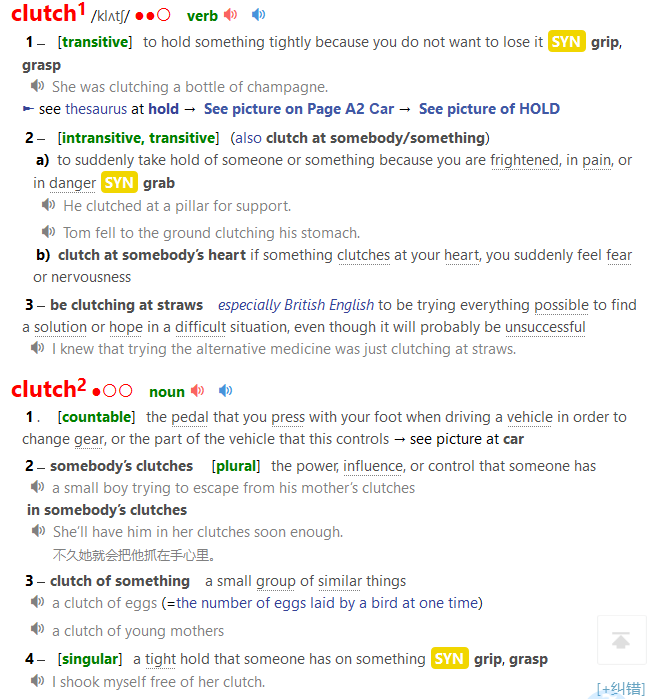 clutch1 /klʌtʃ/ ●●○ verb
1 – [transitive] to hold something tightly because you do not want to lose it SYN grip,
grasp
She was clutching a bottle of champagne.
► see thesaurus at hold → See picture on Page A2 Car → See picture of HOLD
2 – [intransitive, transitive] (also clutch at somebody/something)
a) to suddenly take hold of someone or something because you are frightened, in pain, or
in danger SYN grab
He clutched at a pillar for support.
Tom fell to the ground clutching his stomach.
b) clutch at somebody's heart if something clutches at your heart, you suddenly feel fear
or nervousness
3 – be clutching at straws especially British English to be trying everything possible to find
a solution or hope in a difficult situation, even though it will probably be unsuccessful
I knew that trying the alternative medicine was just clutching at straws.
clutch2 ●○○ noun
1 . [countable] the pedal that you press with your foot when driving a vehicle in order to
change gear, or the part of the vehicle that this controls → see picture at car
2 – somebody's clutches [plural] the power, influence, or control that someone has
a small boy trying to escape from his mother's clutches
in somebody's clutches
She'll have him in her clutches soon enough.
不久她就会把他抓在手心里。
3 – clutch of something a small group of similar things
a clutch of eggs (=the number of eggs laid by a bird at one time)
a clutch of young mothers
4 – [singular] a tight hold that someone has on something SYN grip, grasp
I shook myself free of her clutch.
[+纠错]